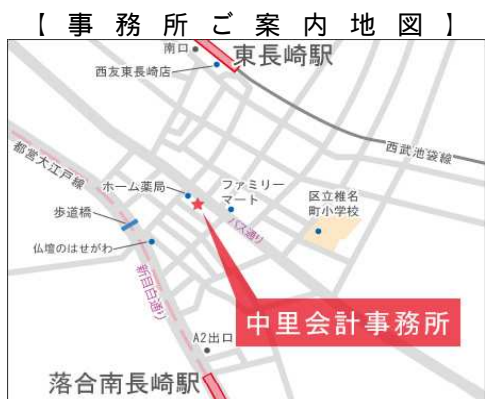 【事務所ご案内地図】
南口
東長崎駅
西友東長崎店
西武池袋線
都営大江戸線
ホーム薬局
ファミリー
マート
区立椎名
町小学校
歩道橋
バス通り
仏壇のはせがわ
新目白通り
中里会計事務所
A2出口
落合南長崎駅